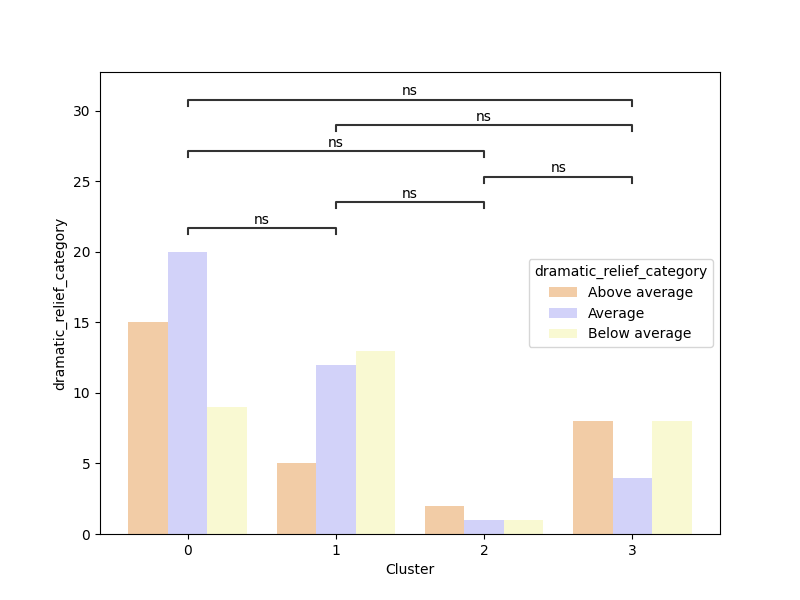 ns
ns
ns
ns
ns
ns
30
25
20
15
10
5
0
dramatic_relief_category
dramatic_relief_category
Above average
Average
Below average
0 1 2 3
Cluster